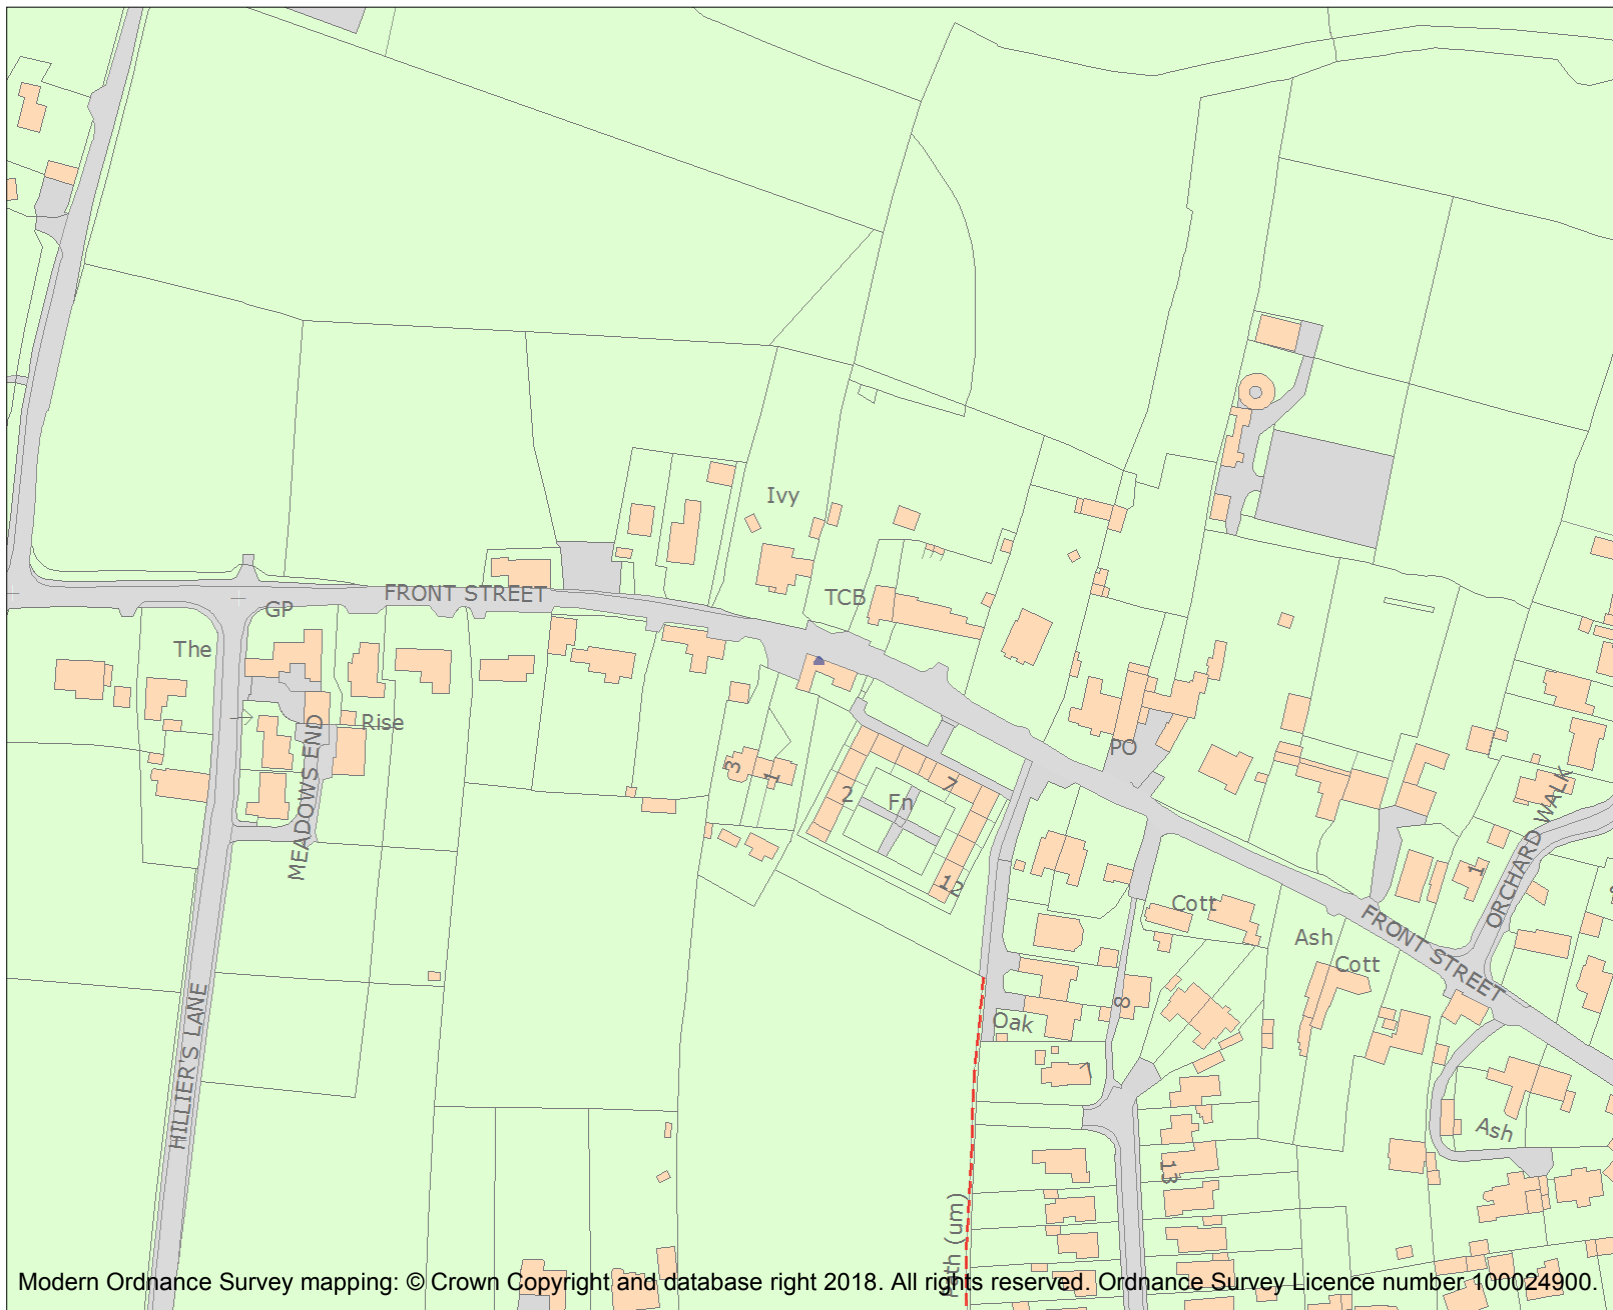 Ivy
FRONT STREET
TCB
GP
The
Rise
MEADOWS END
PO
3
1
2
7
Fn
12
ORCHARD WALK
1
Cott
Ash
Cott
FRONT STREET
8
Oak
7
HILLIER'S LANE
Ash
13
Path (um)
Modern Ordnance Survey mapping: © Crown Copyright and database right 2018. All rights reserved. Ordnance Survey Licence number 100024900.